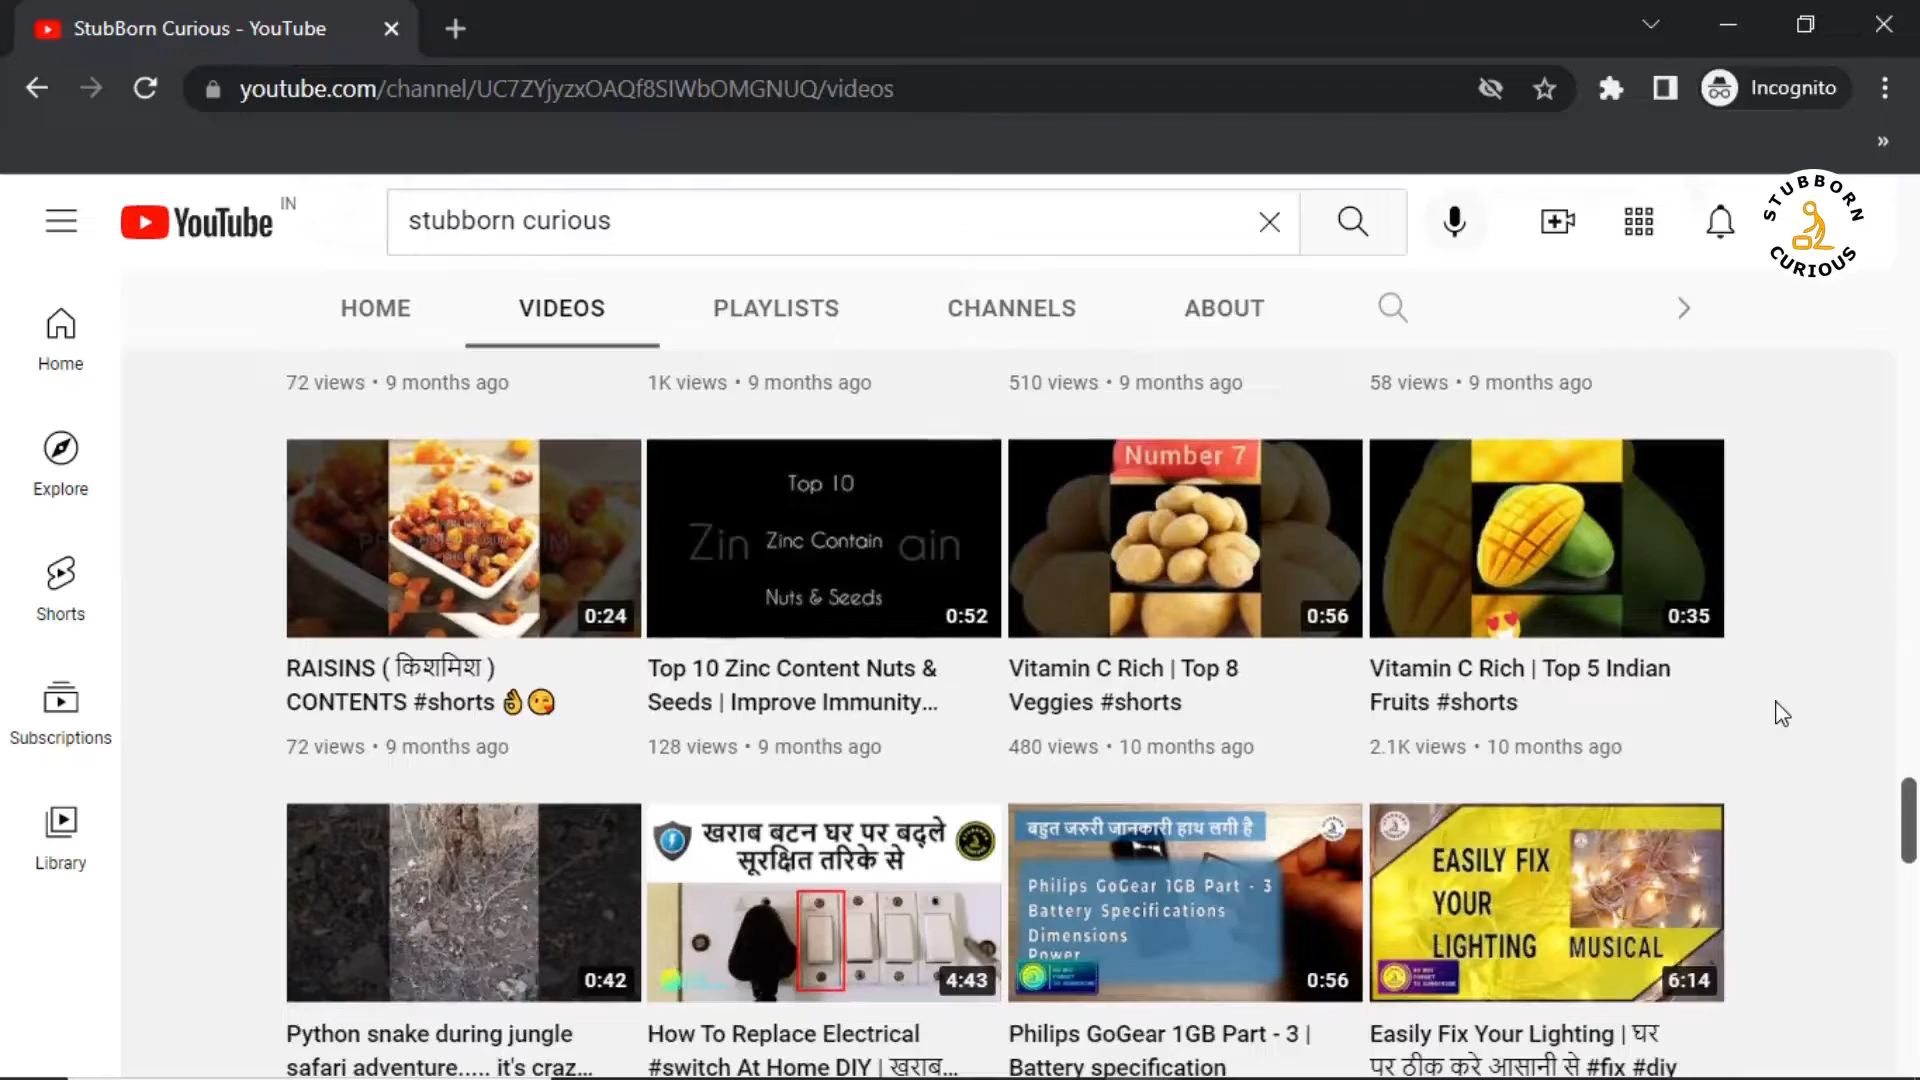 StubBorn Curious - YouTube
youtube.com/channel/UC7ZYjyzxOAQf8SIWbOMGNUQ/videos
Incognito
»
YouTube IN
stubborn curious
STUBBORN
CURIOUS
HOME VIDEOS PLAYLISTS CHANNELS ABOUT
Home
Explore
Shorts
Subscriptions
Library
72 views • 9 months ago
1K views • 9 months ago
510 views • 9 months ago
58 views • 9 months ago
0:24
Top 10
Zin Zinc Contain ain
Nuts & Seeds
0:52
Number 7
0:56
0:35
RAISINS ( किशमिश )
CONTENTS #shorts 👌😋
72 views • 9 months ago
Top 10 Zinc Content Nuts &
Seeds | Improve Immunity...
128 views • 9 months ago
Vitamin C Rich | Top 8
Veggies #shorts
480 views • 10 months ago
Vitamin C Rich | Top 5 Indian
Fruits #shorts
2.1K views • 10 months ago
0:42
खराब बटन घर पर बदले
सुरक्षित तरिके से
4:43
बहुत जरुरी जानकारी हाथ लगी है
Philips GoGear 1GB Part - 3
Battery Specifications
Dimensions
Power
0:56
EASILY FIX
YOUR
LIGHTING MUSICAL
6:14
Python snake during jungle
safari adventure..... it's craz...
How To Replace Electrical
#switch At Home DIY | खराब...
Philips GoGear 1GB Part - 3 |
Battery specification
Easily Fix Your Lighting | घर
पर ठीक करे आसानी से #fix #diy